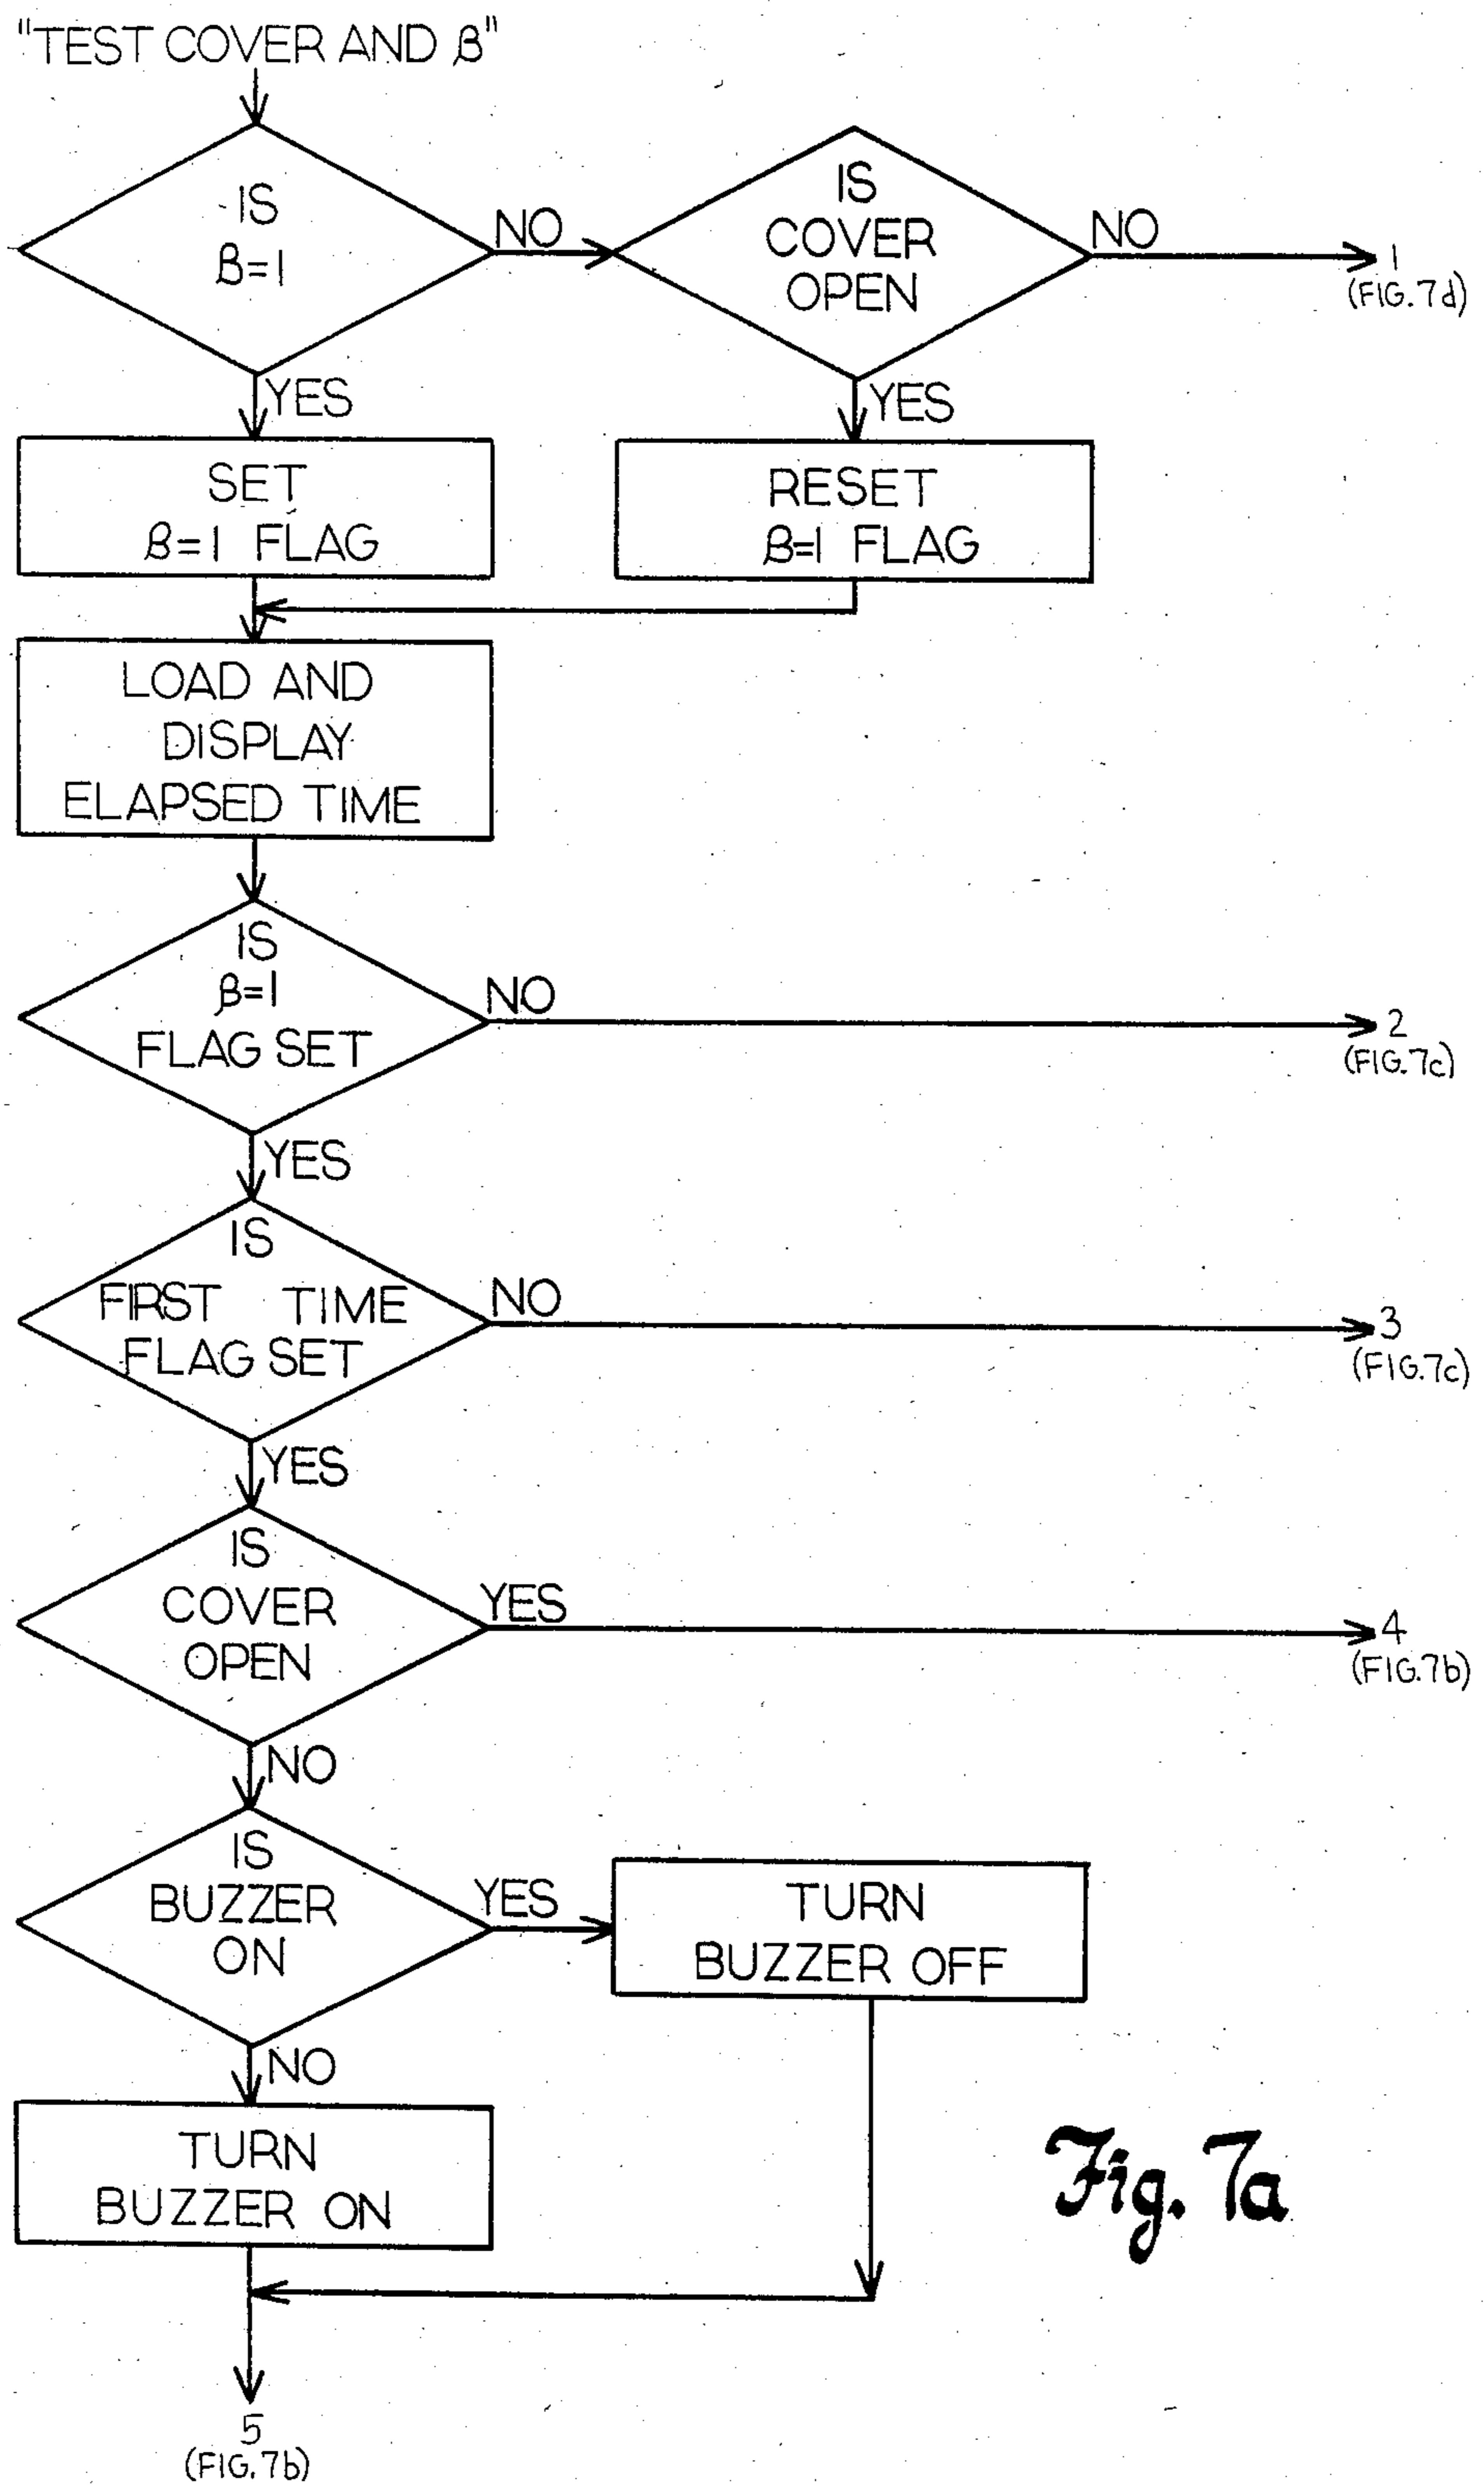 "TEST COVER AND β"
IS
β=1
NO
IS
COVER
OPEN
NO
1
(FIG.7d)
YES
YES
SET
β=1 FLAG
RESET
β=1 FLAG
LOAD AND
DISPLAY
ELAPSED TIME
IS
β=1
FLAG SET
NO
2
(FIG.7c)
YES
IS
FIRST TIME
FLAG SET
NO
3
(FIG.7c)
YES
IS
COVER
OPEN
YES
4
(FIG.7b)
NO
IS
BUZZER
ON
YES
TURN
BUZZER OFF
NO
TURN
BUZZER ON
Fig. 7a
5
(FIG.7b)